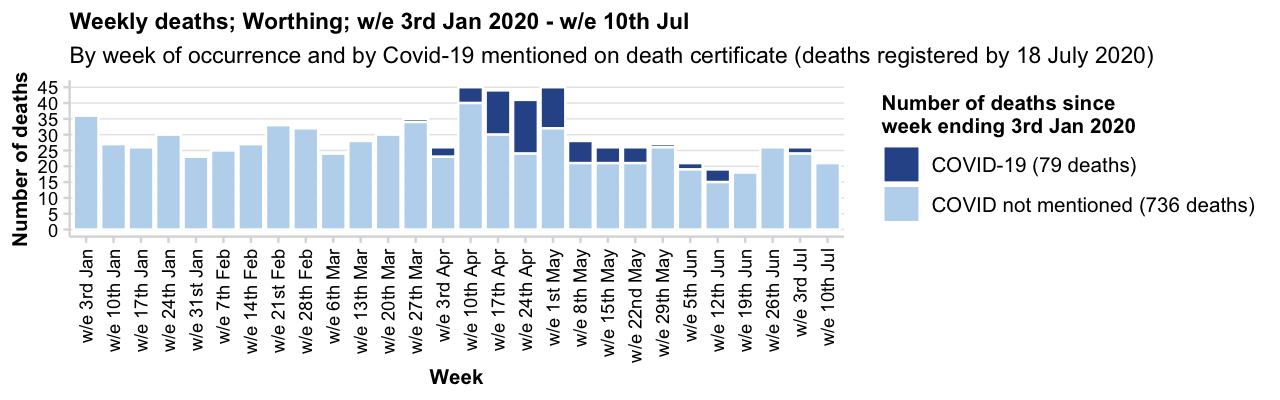 Weekly deaths; Worthing; w/e 3rd Jan 2020 - w/e 10th Jul
By week of occurrence and by Covid-19 mentioned on death certificate (deaths registered by 18 July 2020)
Number of deaths
45
40
35
30
25
20
15
10
5
0
w/e 3rd Jan
w/e 10th Jan
w/e 17th Jan
w/e 24th Jan
w/e 31st Jan
w/e 7th Feb
w/e 14th Feb
w/e 21st Feb
w/e 28th Feb
w/e 6th Mar
w/e 13th Mar
w/e 20th Mar
w/e 27th Mar
w/e 3rd Apr
w/e 10th Apr
w/e 17th Apr
w/e 24th Apr
w/e 1st May
w/e 8th May
w/e 15th May
w/e 22nd May
w/e 29th May
w/e 5th Jun
w/e 12th Jun
w/e 19th Jun
w/e 26th Jun
w/e 3rd Jul
w/e 10th Jul
Week
Number of deaths since
week ending 3rd Jan 2020
COVID-19 (79 deaths)
COVID not mentioned (736 deaths)